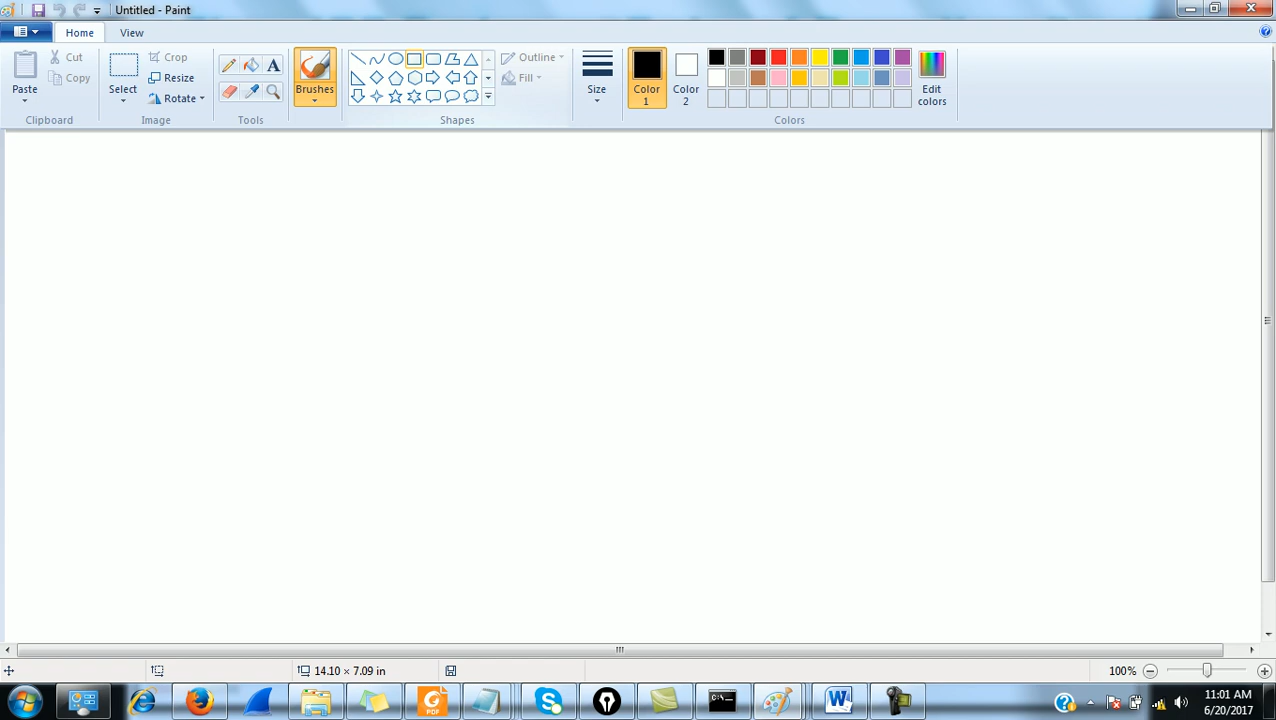 Untitled - Paint
Home View
Paste
Cut
Copy
Clipboard
Select
Crop
Resize
Rotate
Image
A
Tools
Brushes
Shapes
Outline
Fill
Size
Color
1
Color
2
Edit
colors
Colors
14.10 × 7.09 in
100%
PDF
C:\.
W
11:01 AM
6/20/2017